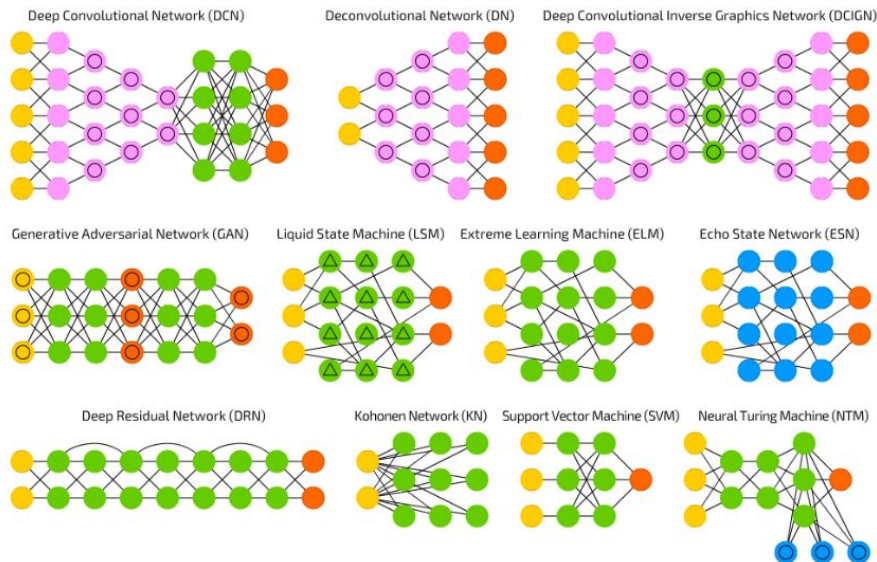 Deep Convolutional Network (DCN)
Deconvolutional Network (DN)
Deep Convolutional Inverse Graphics Network (DCIGN)
Generative Adversarial Network (GAN)
Liquid State Machine (LSM)
Extreme Learning Machine (ELM)
Echo State Network (ESN)
Deep Residual Network (DRN)
Kohonen Network (KN)
Support Vector Machine (SVM)
Neural Turing Machine (NTM)